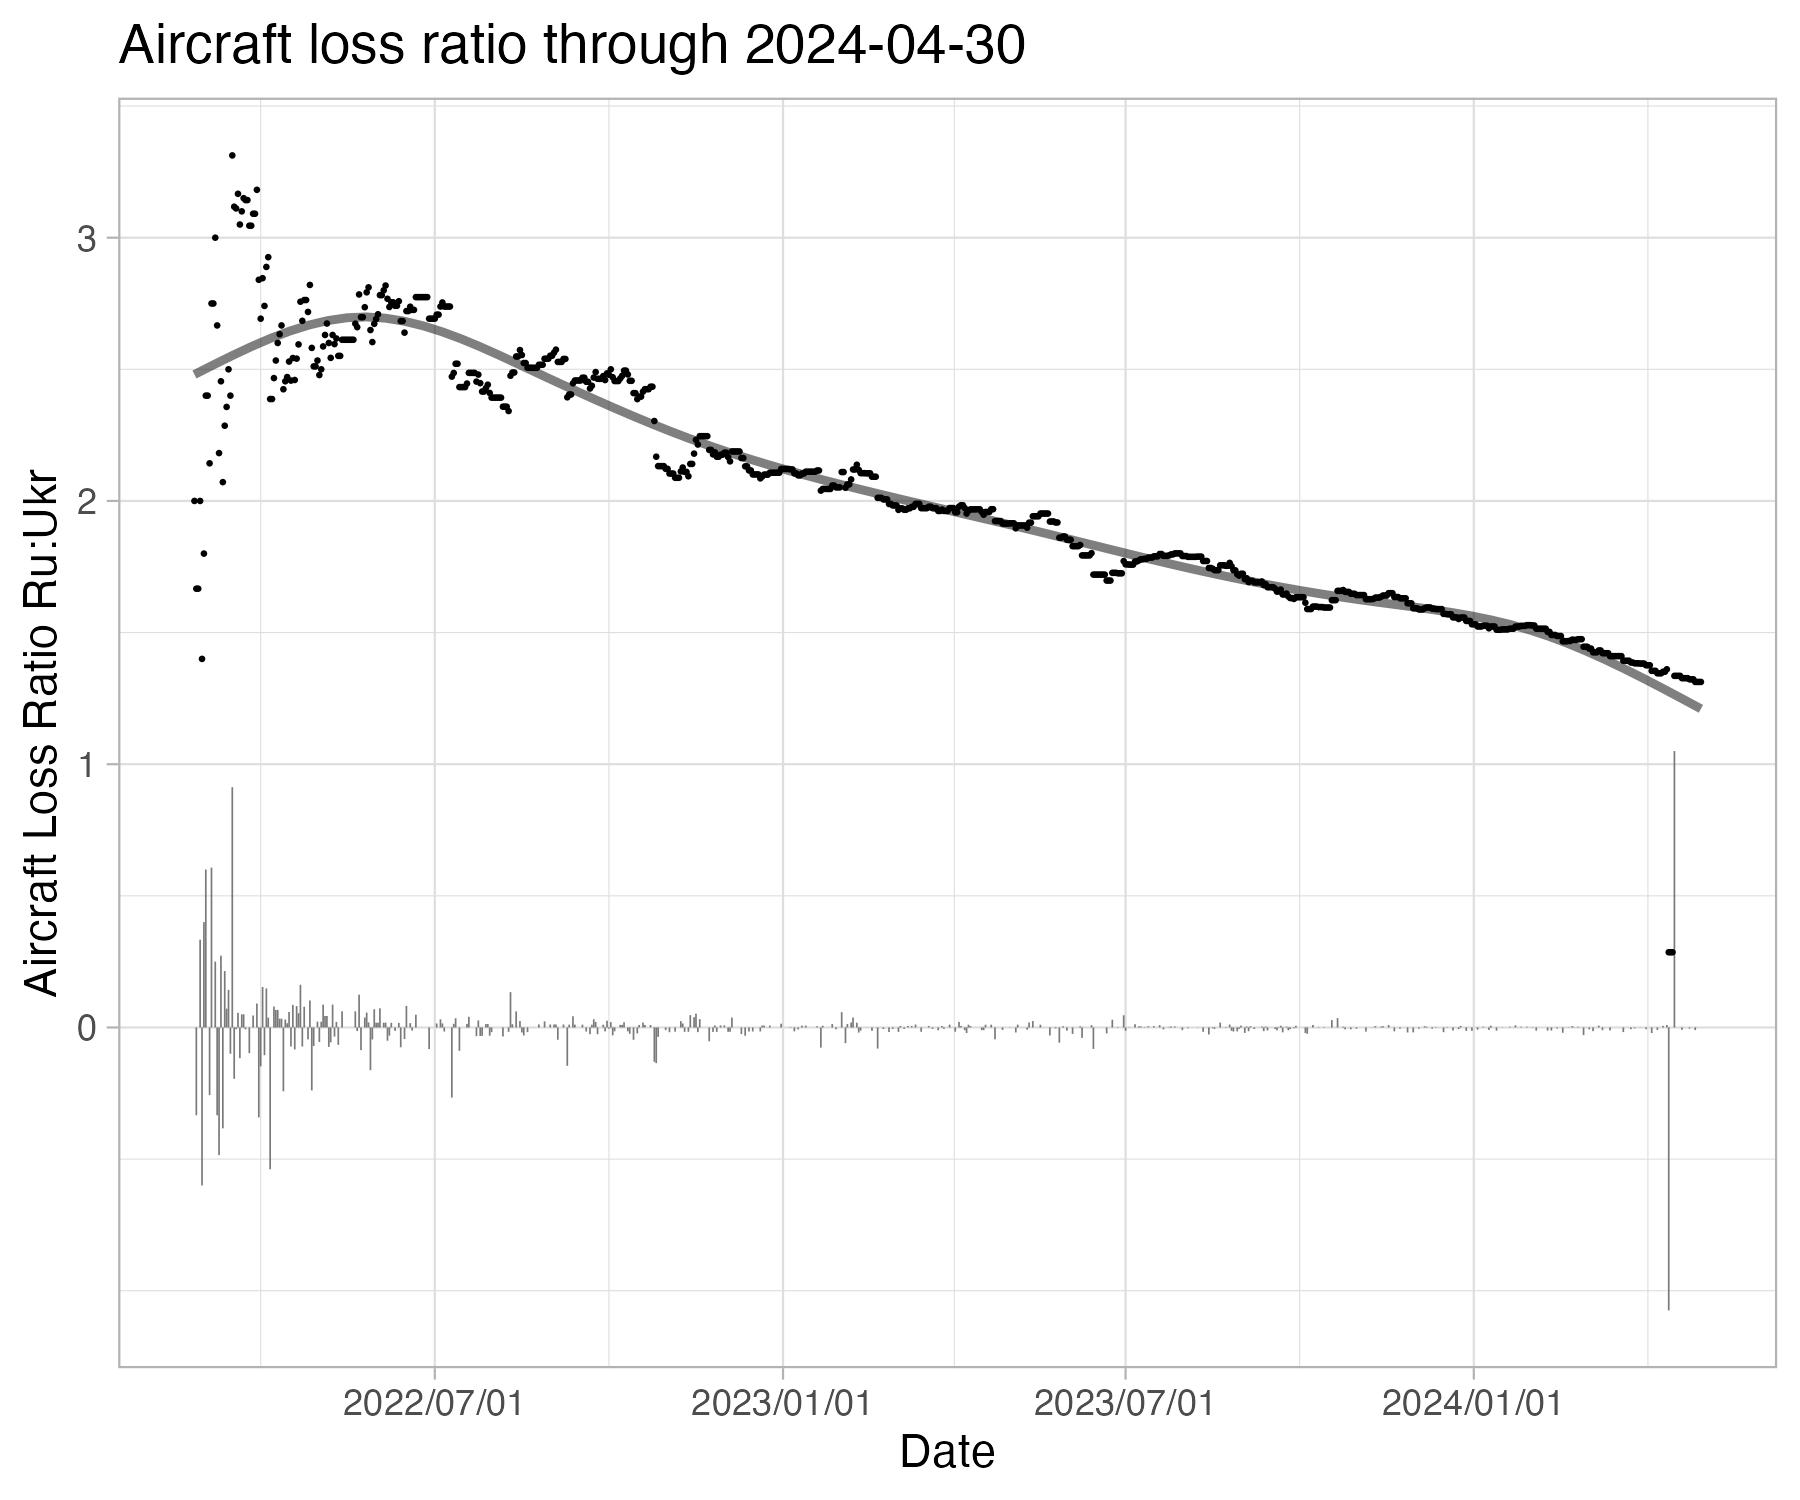 Aircraft loss ratio through 2024-04-30
Aircraft Loss Ratio Ru:Ukr
3
2
1
0
2022/07/01 2023/01/01 2023/07/01 2024/01/01
Date